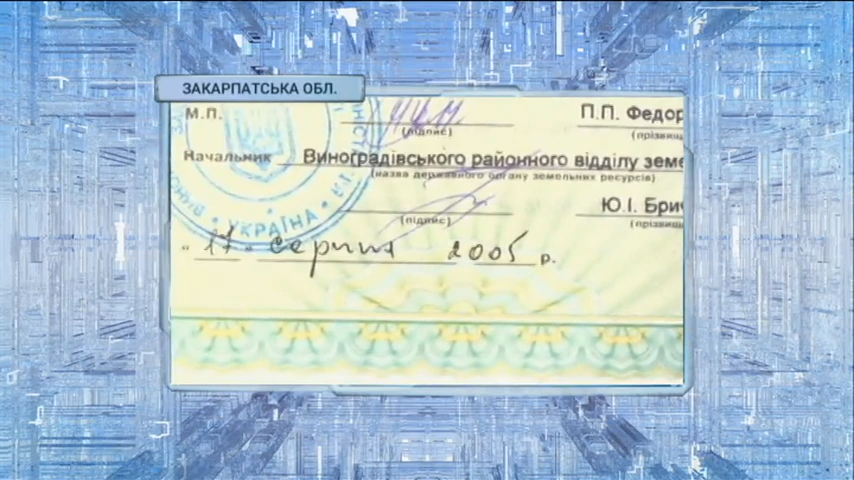 ЗАКАРПАТСЬКА ОБЛ.
М.П.
П.П. Федор
(підпис)
(прізвищ
Начальник Виноградівського районного відділу земе
(назва державного органу земельних ресурсів)
Ю.І. Брич
(підпис)
(прізвищ
УКРАЇНА
" 17 " серпня 2005 р.